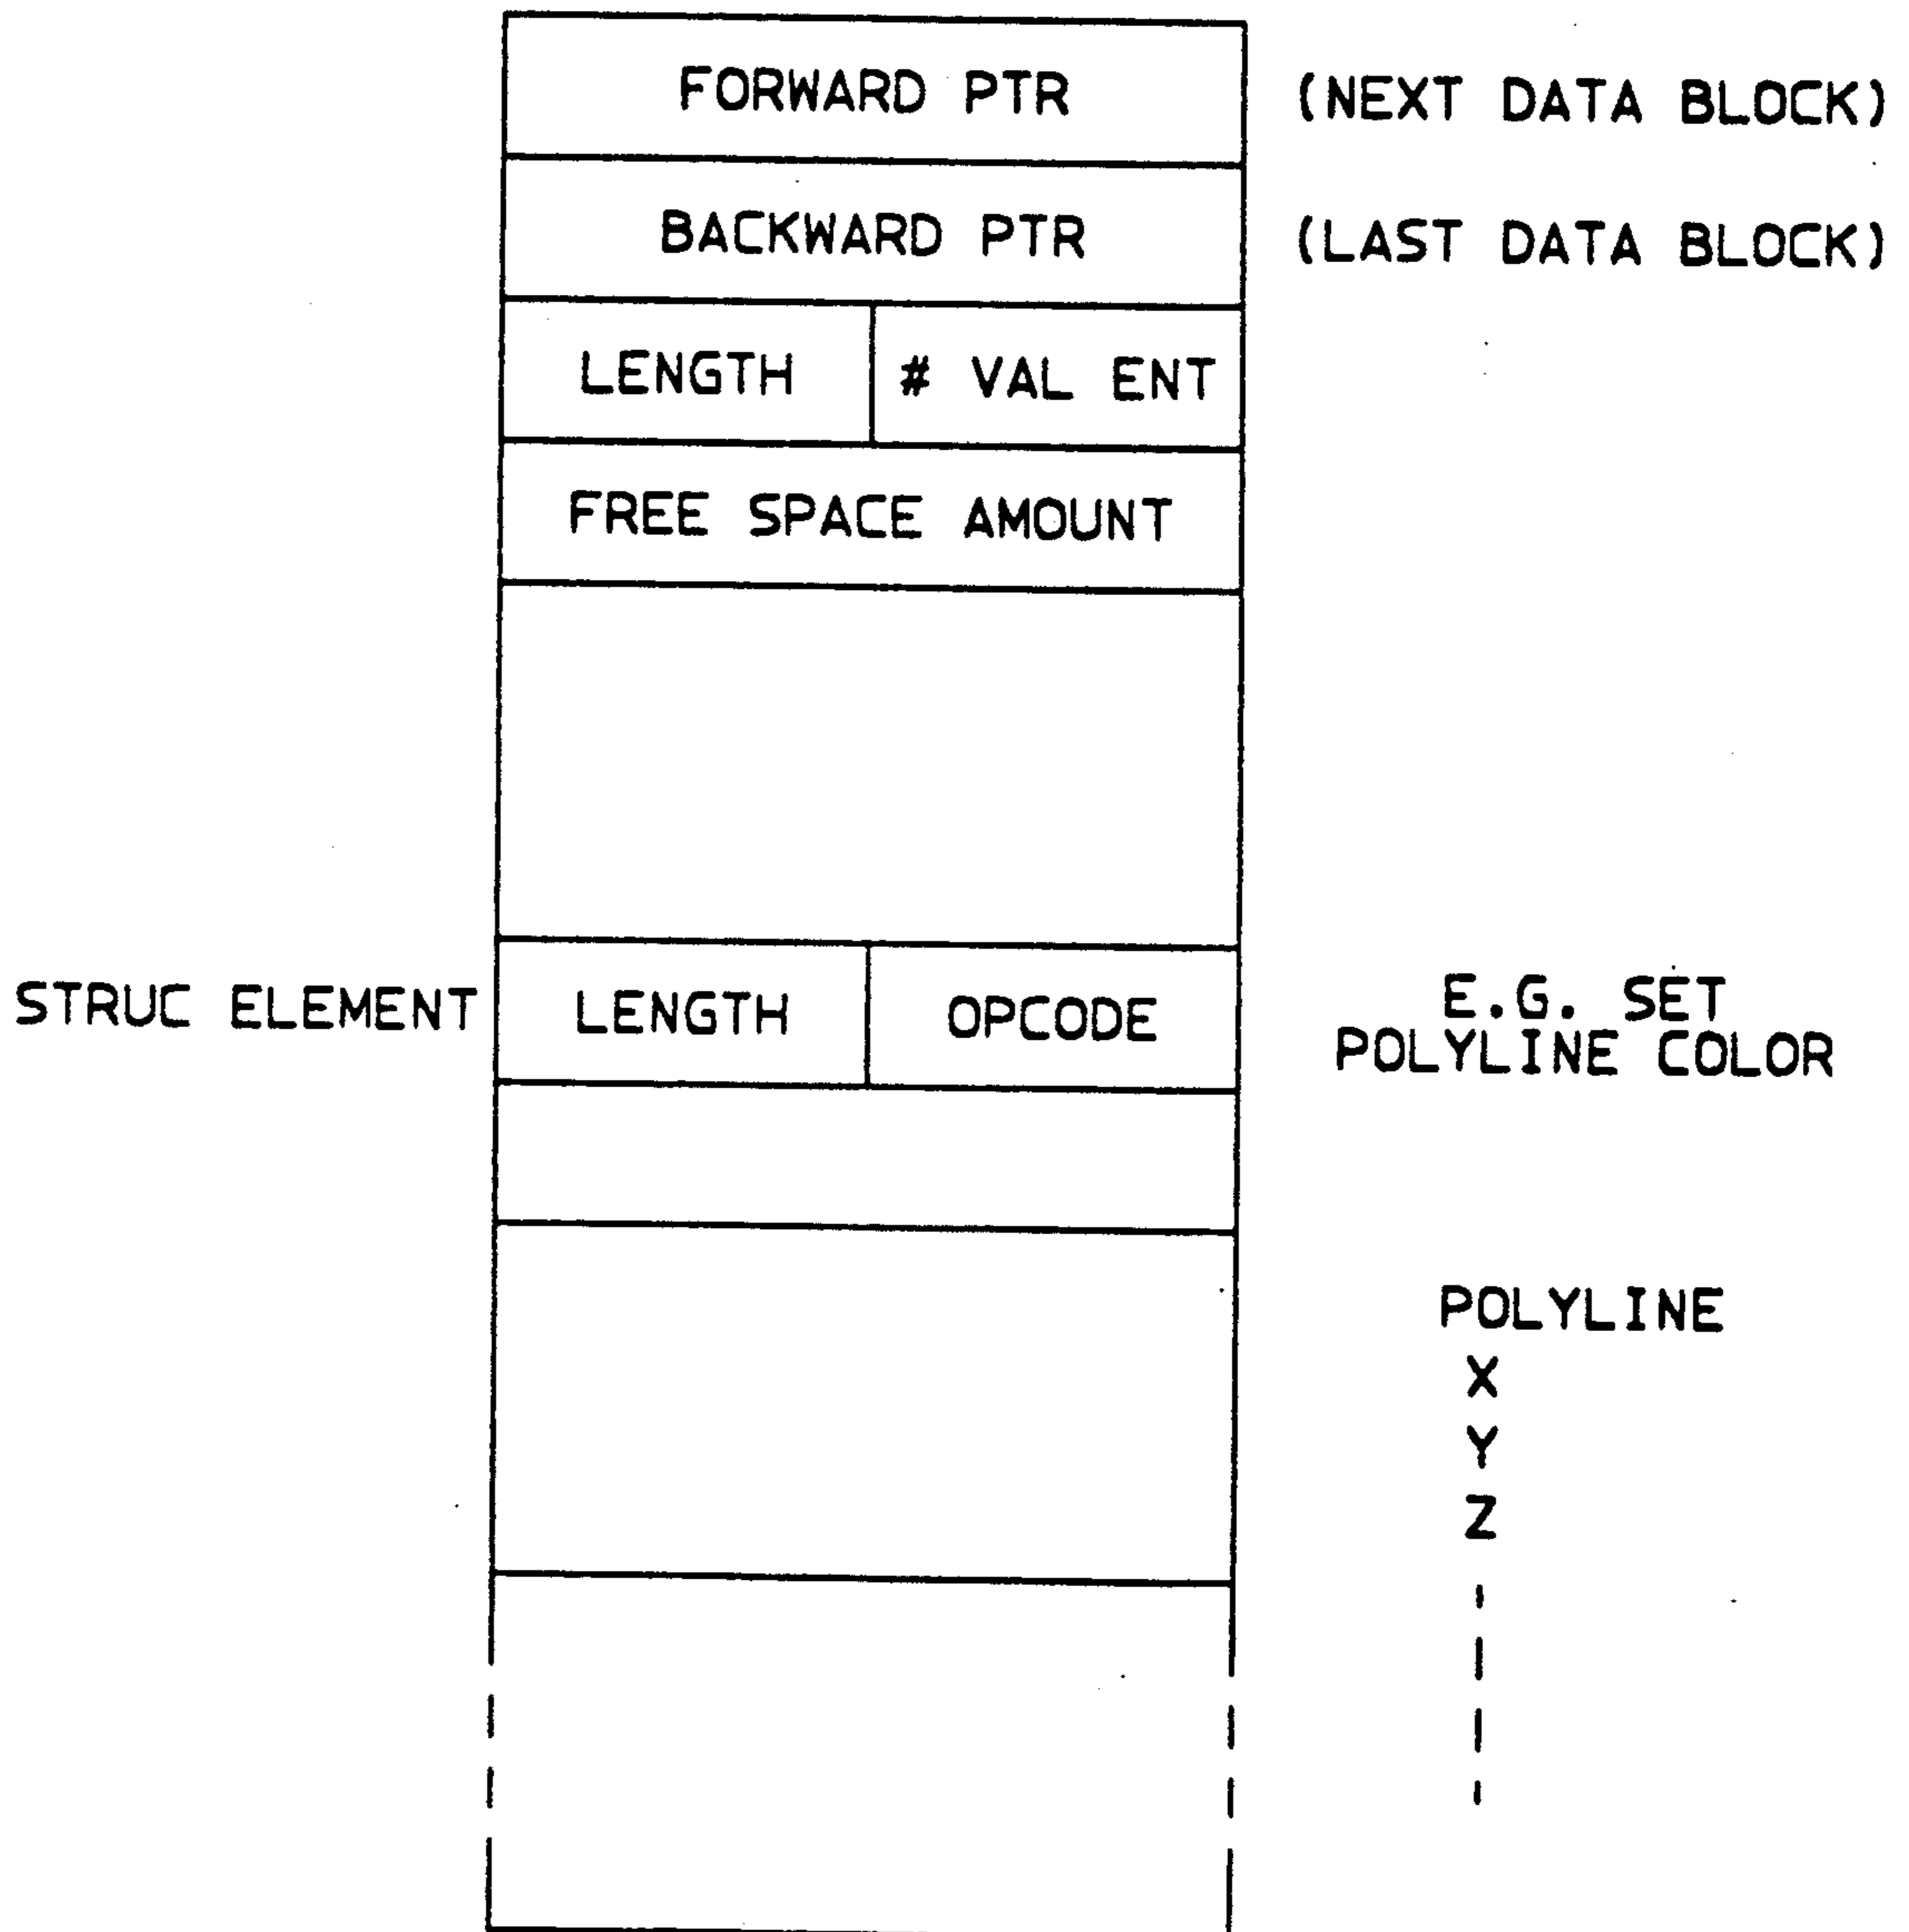 FORWARD PTR (NEXT DATA BLOCK)
BACKWARD PTR (LAST DATA BLOCK)
LENGTH # VAL ENT
FREE SPACE AMOUNT
STRUC ELEMENT LENGTH OPCODE E.G. SET
POLYLINE COLOR
POLYLINE
X
Y
Z